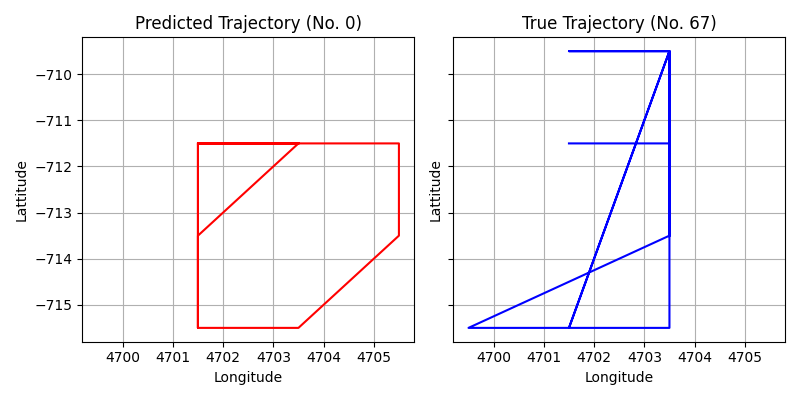 Predicted Trajectory (No. 0)
Lattitude
−710
−711
−712
−713
−714
−715
4700 4701 4702 4703 4704 4705
Longitude
True Trajectory (No. 67)
Lattitude
4700 4701 4702 4703 4704 4705
Longitude